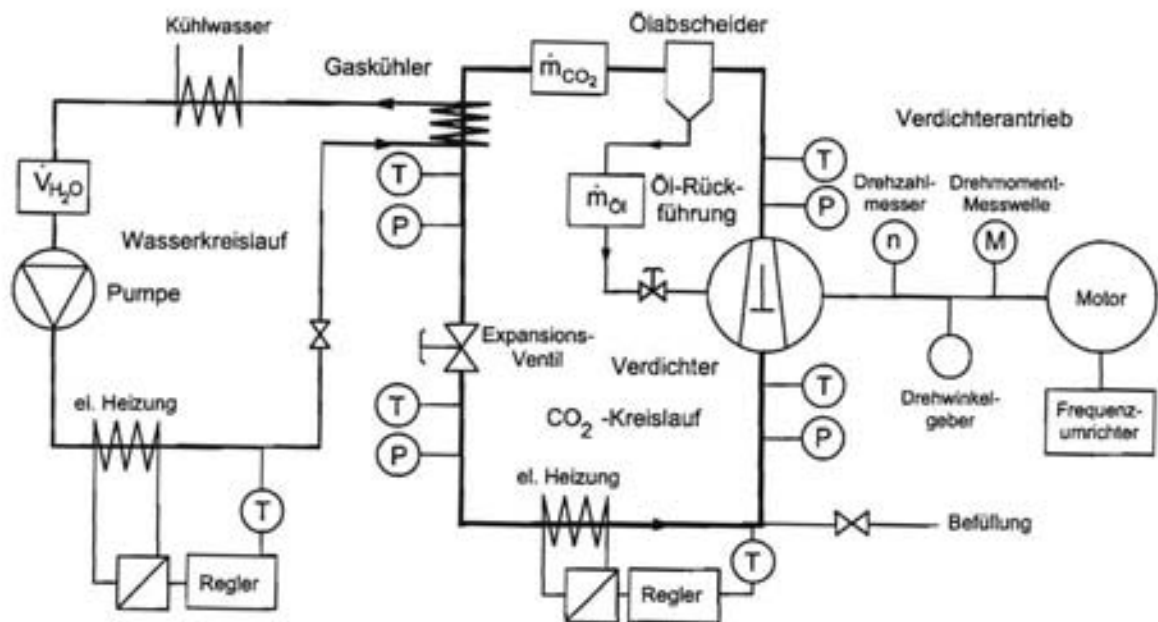 Kühlwasser
Ölabscheider
Gaskühler
ṁCO₂
Verdichterantrieb
V̇H₂O
T
P
ṁÖl
Öl-Rück-
führung
T
P
Drehzahl-
messer
Drehmoment-
Messwelle
n
M
Wasserkreislauf
Pumpe
Motor
Expansions-
Ventil
Verdichter
T
P
CO₂ -Kreislauf
T
P
Drehwinkel-
geber
Frequenz-
umrichter
el. Heizung
el. Heizung
T
Befüllung
Regler
T
Regler